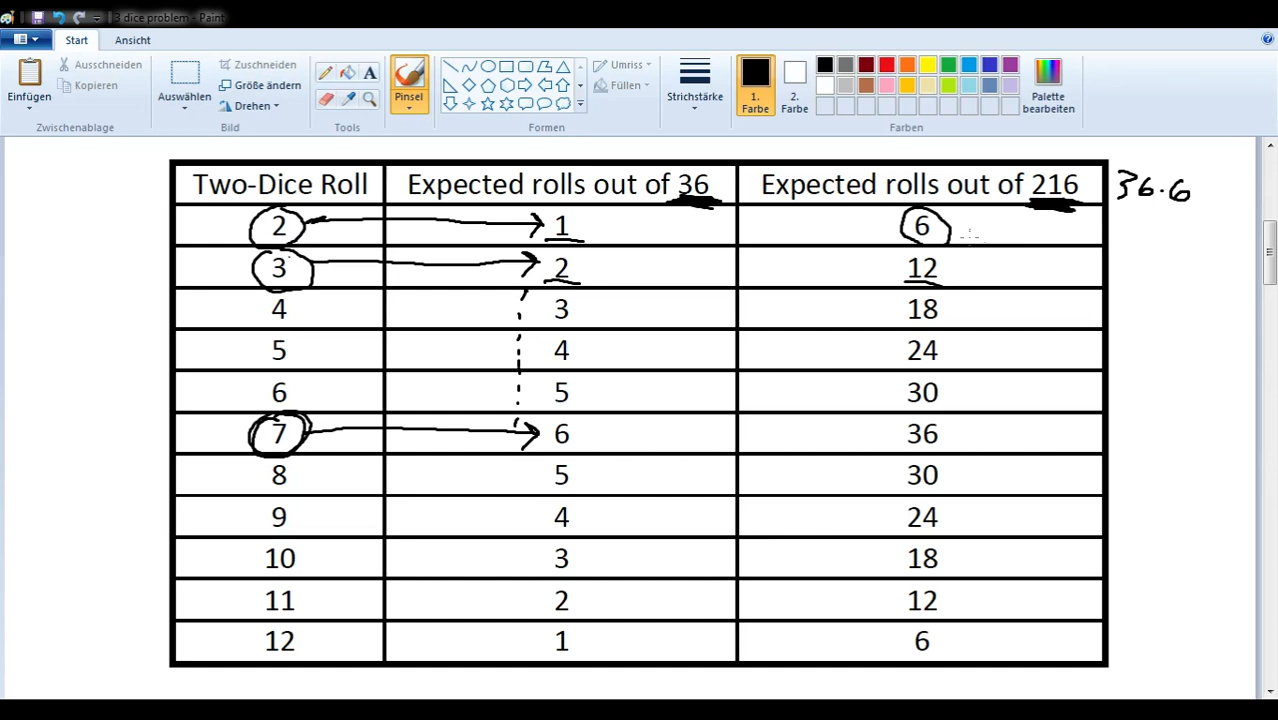 3 dice problem - Paint
Start Ansicht
Einfügen
Ausschneiden
Kopieren
Zwischenablage
Auswählen
Zuschneiden
Größe ändern
Drehen
Bild
A
Tools
Pinsel
Formen
Umriss
Füllen
Strichstärke
1. Farbe
2. Farbe
Farben
Palette bearbeiten
Two-Dice Roll Expected rolls out of 36 Expected rolls out of 216 36·6
2 1 6
3 2 12
4 3 18
5 4 24
6 5 30
7 6 36
8 5 30
9 4 24
10 3 18
11 2 12
12 1 6